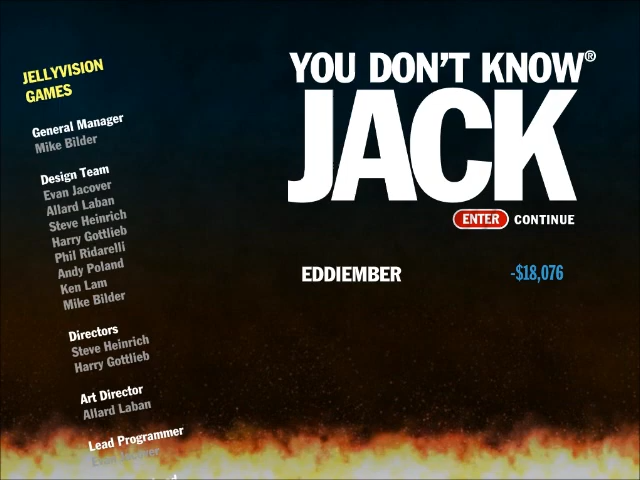 JELLYVISION
GAMES
General Manager
Mike Bilder
Design Team
Evan Jacover
Allard Laban
Steve Heinrich
Harry Gottlieb
Phil Ridarelli
Andy Poland
Ken Lam
Mike Bilder
Directors
Steve Heinrich
Harry Gottlieb
Art Director
Allard Laban
Lead Programmer
Evan Jacover
YOU DON'T KNOW®
JACK
ENTER CONTINUE
EDDIEMBER -$18,076